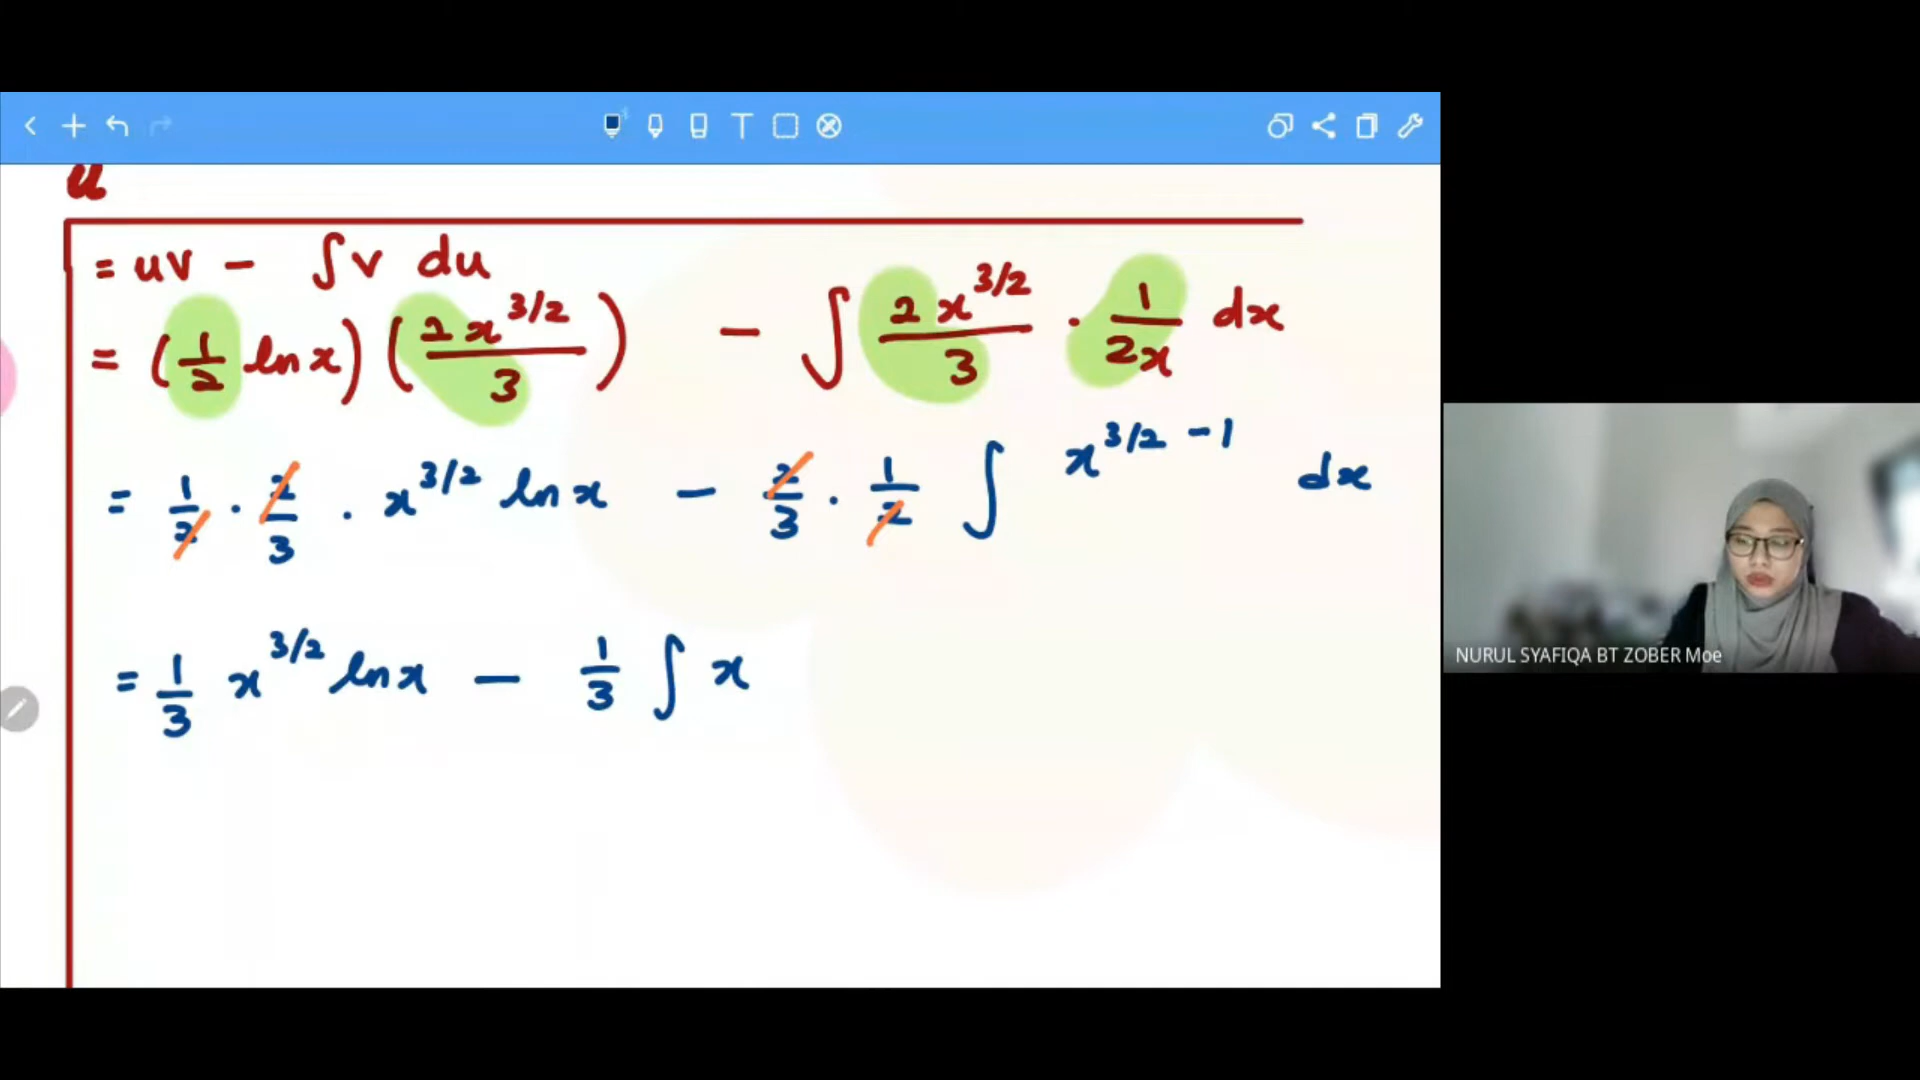 u
= uv - ∫v du
= (1/2 ln x) (2x^3/2 / 3) - ∫ 2x^3/2 / 3 · 1/2x dx
= 1/2 · 2/3 · x^3/2 ln x - 2/3 · 1/2 ∫ x^3/2 - 1 dx
= 1/3 x^3/2 ln x - 1/3 ∫ x
T
NURUL SYAFIQA BT ZOBER Moe